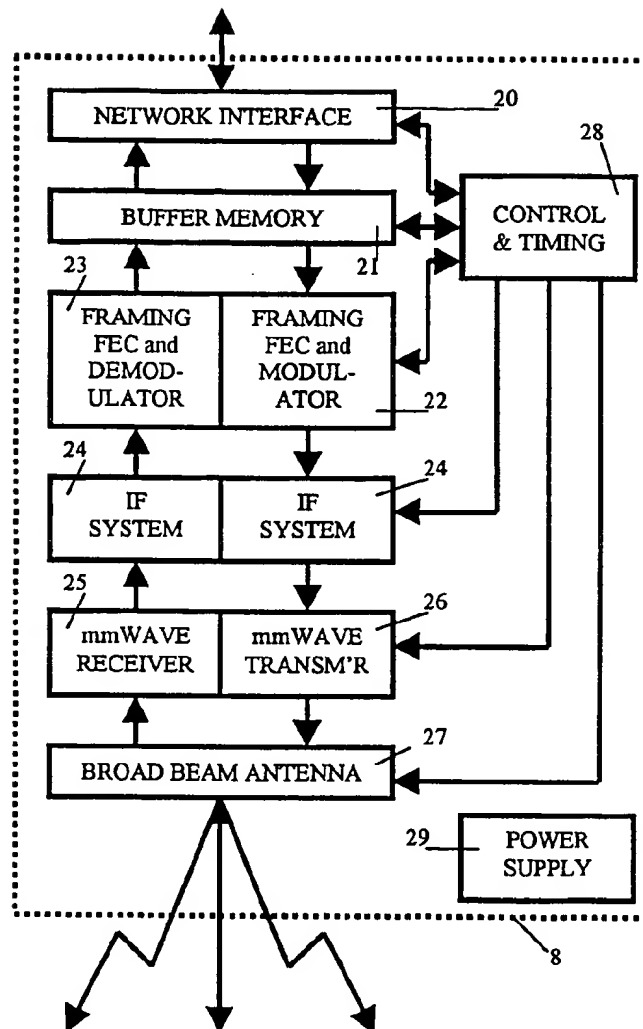 20
NETWORK INTERFACE
28
BUFFER MEMORY
21
CONTROL
& TIMING
23
FRAMING
FEC and
DEMOD-
ULATOR
FRAMING
FEC and
MODUL-
ATOR
22
24
IF
SYSTEM
24
IF
SYSTEM
25
mmWAVE
RECEIVER
26
mmWAVE
TRANSM'R
27
BROAD BEAM ANTENNA
29
POWER
SUPPLY
8